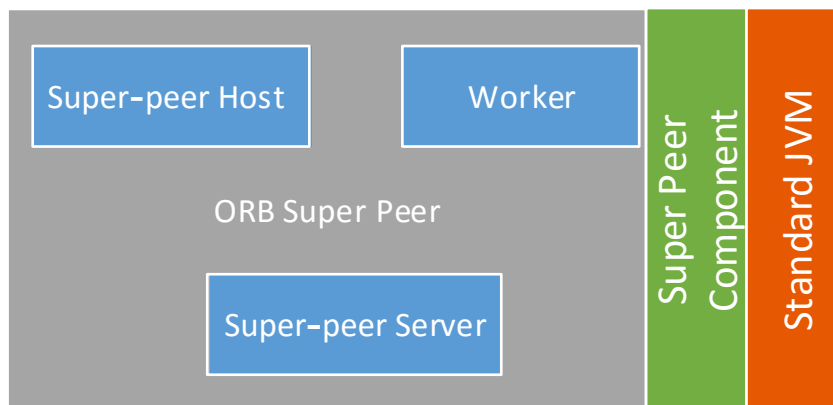 Super-peer Host
Worker
ORB Super Peer
Super-peer Server
Super Peer
Component
Standard JVM